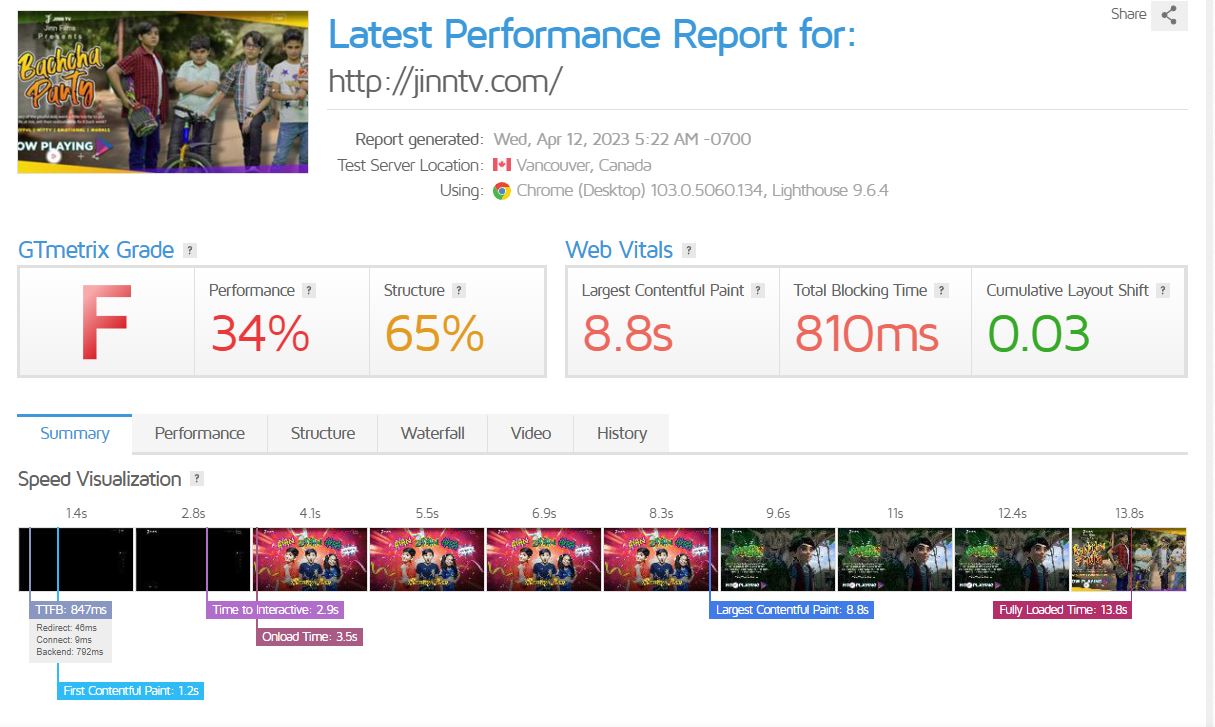 JINN TV
Jinn Films
Presents
Bachcha
Party
OW PLAYING
Share
Latest Performance Report for:
http://jinntv.com/
Report generated: Wed, Apr 12, 2023 5:22 AM -0700
Test Server Location: Vancouver, Canada
Using: Chrome (Desktop) 103.0.5060.134, Lighthouse 9.6.4
GTmetrix Grade ?
Web Vitals ?
F
Performance ?
34%
Structure ?
65%
Largest Contentful Paint ?
8.8s
Total Blocking Time ?
810ms
Cumulative Layout Shift ?
0.03
Summary Performance Structure Waterfall Video History
Speed Visualization ?
1.4s 2.8s 4.1s 5.5s 6.9s 8.3s 9.6s 11s 12.4s 13.8s
TTFB: 847ms
Redirect: 46ms
Connect: 9ms
Backend: 792ms
Time to Interactive: 2.9s
Onload Time: 3.5s
Largest Contentful Paint: 8.8s
Fully Loaded Time: 13.8s
First Contentful Paint: 1.2s